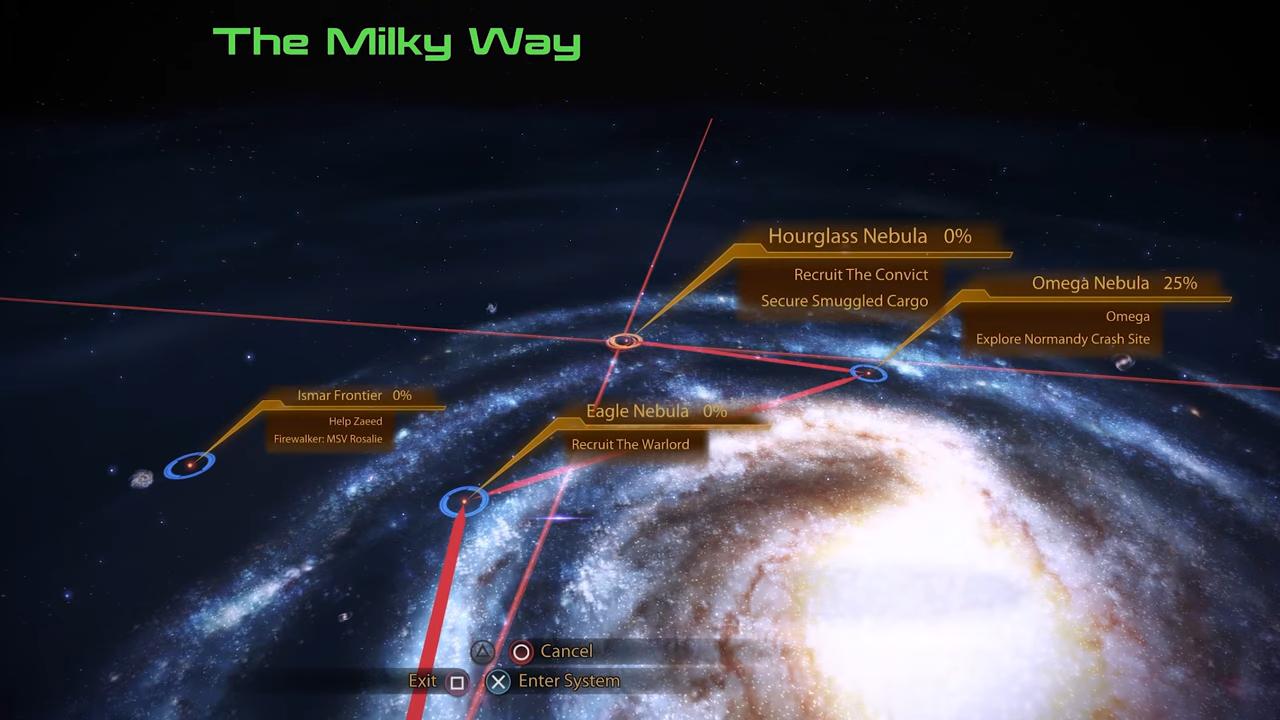 The Milky Way
Hourglass Nebula 0%
Recruit The Convict
Secure Smuggled Cargo
Omega Nebula 25%
Omega
Explore Normandy Crash Site
Ismar Frontier 0%
Help Zaeed
Firewalker: MSV Rosalie
Eagle Nebula 0%
Recruit The Warlord
Cancel
Exit
Enter System